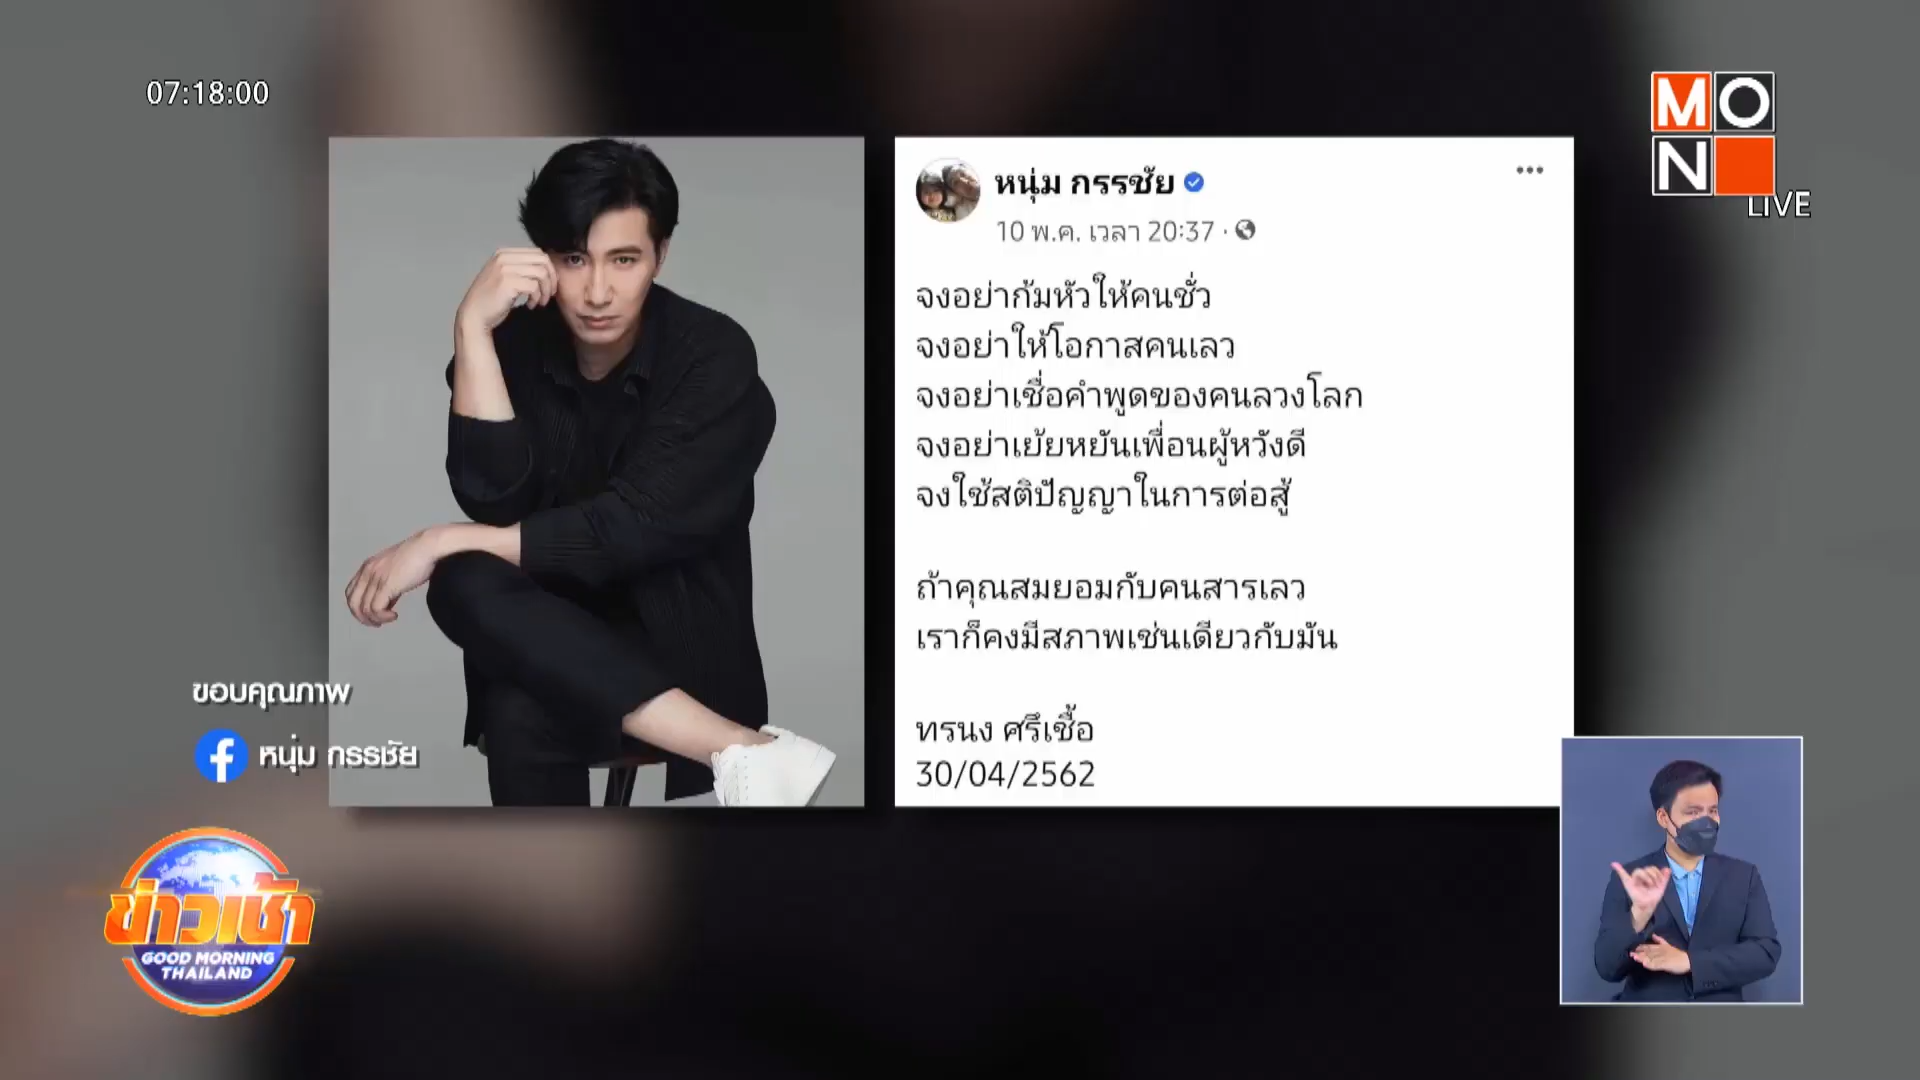 07:18:00
MONO
LIVE
หนุ่ม กรรชัย
10 พ.ค. เวลา 20:37 ·
จงอย่าก้มหัวให้คนชั่ว
จงอย่าให้โอกาสคนเลว
จงอย่าเชื่อคำพูดของคนลวงโลก
จงอย่าเย้ยหยันเพื่อนผู้หวังดี
จงใช้สติปัญญาในการต่อสู้
ถ้าคุณสมยอมกับคนสารเลว
เราก็คงมีสภาพเช่นเดียวกับมัน
ทรนง ศรีเชื้อ
30/04/2562
ขอบคุณภาพ
หนุ่ม กรรชัย
ข่าวเช้า
GOOD MORNING
THAILAND